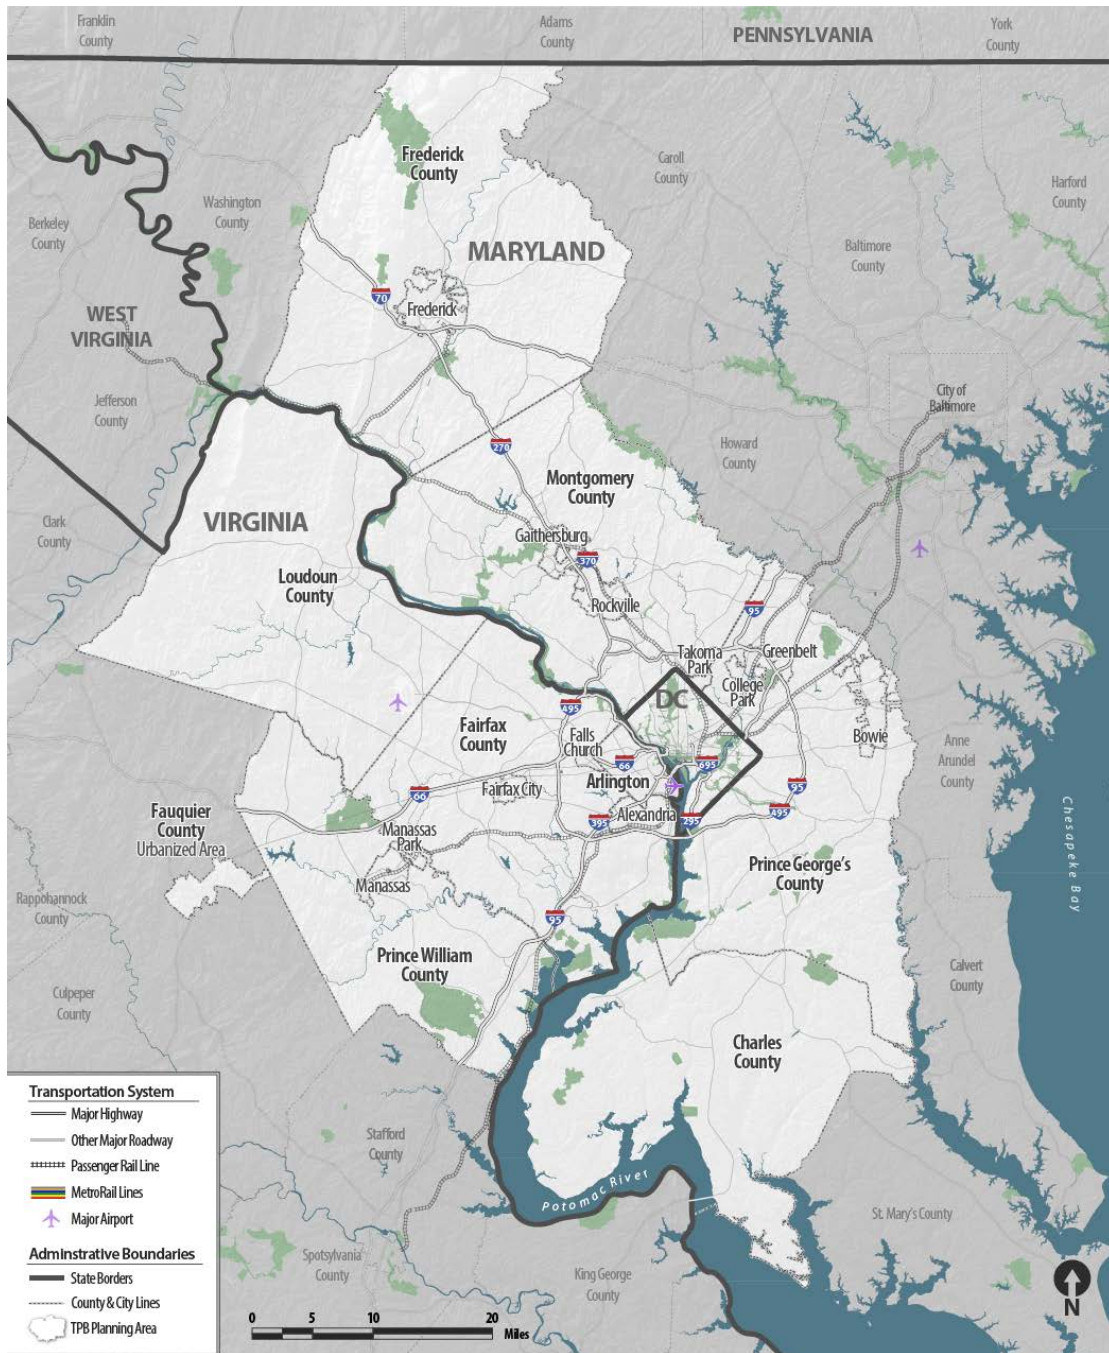 Franklin
County
Adams
County
PENNSYLVANIA
York
County
Frederick
County
Caroll
County
Harford
County
Washington
County
Berkeley
County
MARYLAND
Baltimore
County
70
Frederick
WEST
VIRGINIA
Jefferson
County
City of
Baltimore
270
Howard
County
Montgomery
County
VIRGINIA
Clark
County
Gaithersburg
370
Loudoun
County
Rockville
95
Takoma
Park
Greenbelt
College
Park
DC
495
Fairfax
County
Falls
Church
Bowie
Anne
Arundel
County
66
695
Arlington
95
Fairfax City
66
495
Alexandria
395
295
Fauquier
County
Urbanized Area
Manassas
Park
Manassas
Prince George's
County
Chesapeke Bay
Rappohannock
County
95
Prince William
County
Calvert
County
Culpeper
County
Charles
County
Transportation System
Major Highway
Other Major Roadway
Passenger Rail Line
MetroRail Lines
Major Airport
Adminstrative Boundaries
State Borders
County & City Lines
TPB Planning Area
Stafford
County
Potomac River
St. Mary's County
Spotsylvania
County
King George
County
0 5 10 20
Miles
N